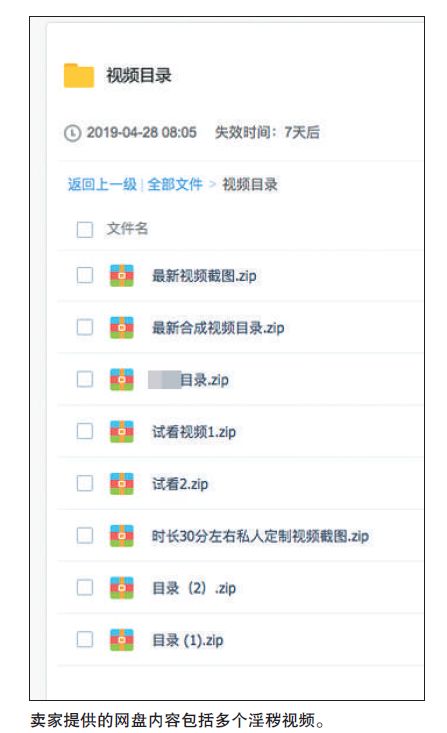 视频目录
2019-04-28 08:05 失效时间：7天后
返回上一级 | 全部文件 > 视频目录
文件名
最新视频截图.zip
最新合成视频目录.zip
目录.zip
试看视频1.zip
试看2.zip
时长30分左右私人定制视频截图.zip
目录（2）.zip
目录 (1).zip
卖家提供的网盘内容包括多个淫秽视频。